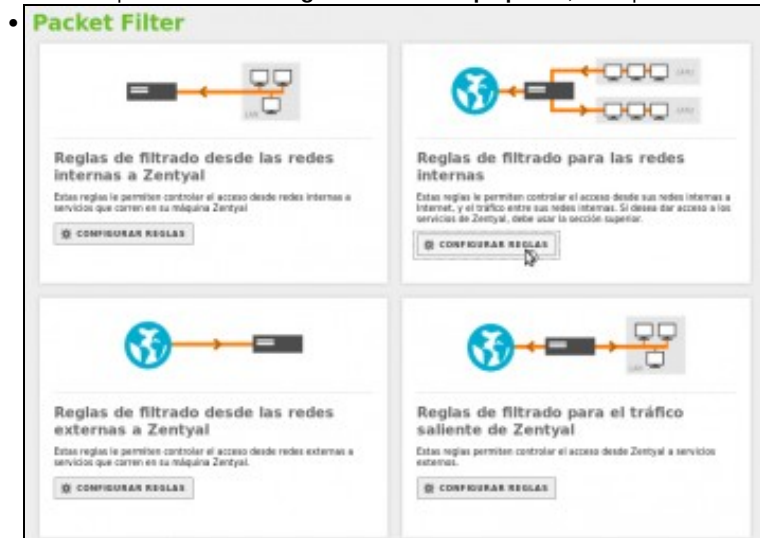 Packet Filter
Reglas de filtrado desde las redes
internas a Zentyal
Estas reglas le permiten controlar el acceso desde redes internas a
servicios que corren en su máquina Zentyal
CONFIGURAR REGLAS
Reglas de filtrado para las redes
internas
Estas reglas le permiten controlar el acceso desde sus redes internas a
Internet, y el tráfico entre sus redes internas. Si desea dar acceso a los
servicios de Zentyal, debe usar la sección superior.
CONFIGURAR REGLAS
Reglas de filtrado desde las redes
externas a Zentyal
Estas reglas le permiten controlar el acceso desde redes externas a
servicios que corren en su máquina Zentyal.
CONFIGURAR REGLAS
Reglas de filtrado para el tráfico
saliente de Zentyal
Estas reglas permiten controlar el acceso desde Zentyal a servicios
externos.
CONFIGURAR REGLAS